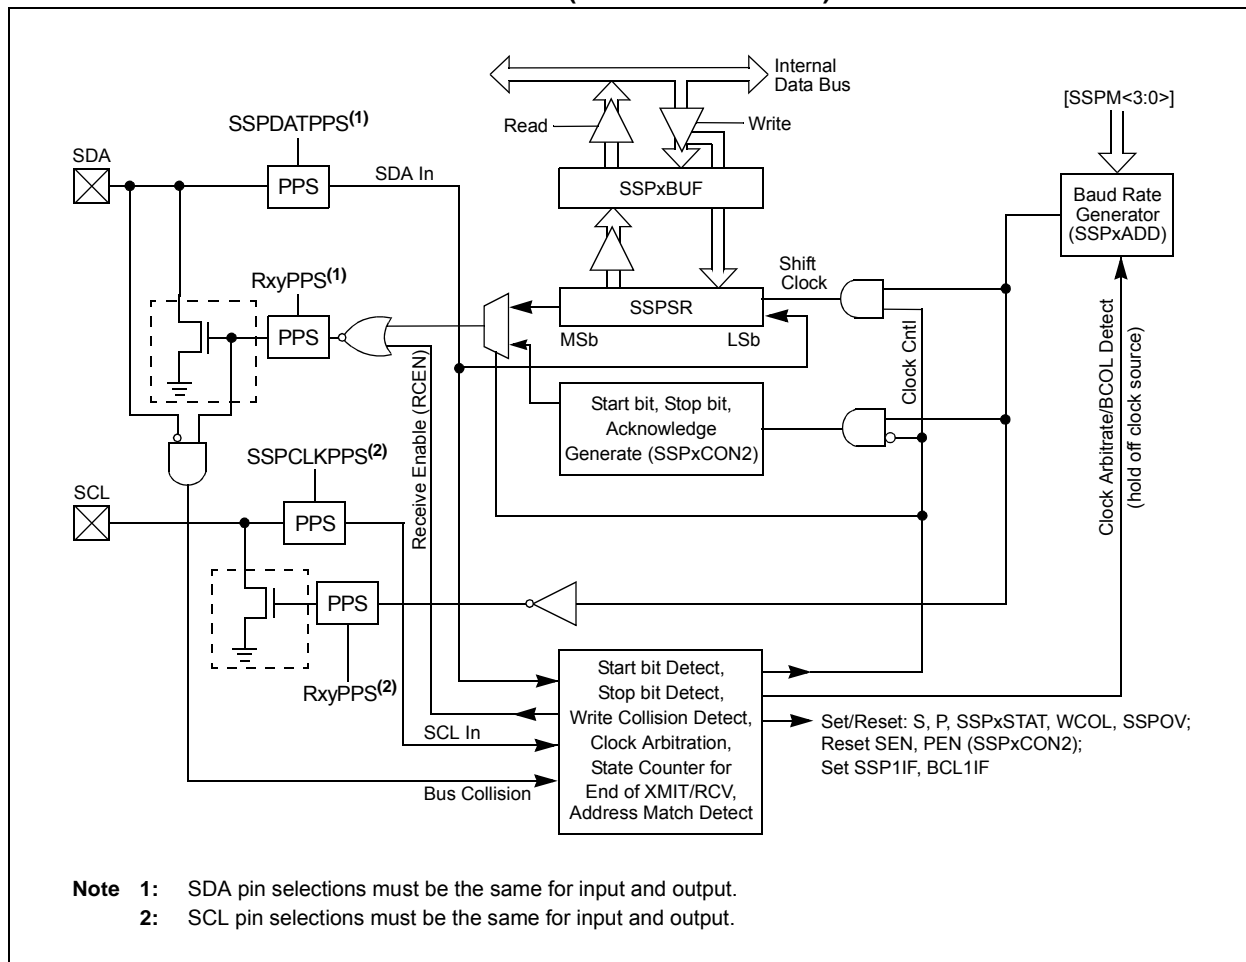 Internal
Data Bus
[SSPM<3:0>]
SSPDATPPS(1)
Read
Write
SDA
PPS
SDA In
SSPxBUF
Baud Rate
Generator
(SSPxADD)
RxyPPS(1)
Shift
Clock
PPS
SSPSR
MSb
LSb
Receive Enable (RCEN)
Clock Cntl
Clock Arbitrate/BCOL Detect
(hold off clock source)
Start bit, Stop bit,
Acknowledge
Generate (SSPxCON2)
SSPCLKPPS(2)
SCL
PPS
PPS
RxyPPS(2)
Start bit Detect,
Stop bit Detect,
Write Collision Detect,
Clock Arbitration,
State Counter for
End of XMIT/RCV,
Address Match Detect
SCL In
Bus Collision
Set/Reset: S, P, SSPxSTAT, WCOL, SSPOV;
Reset SEN, PEN (SSPxCON2);
Set SSP1IF, BCL1IF
Note 1: SDA pin selections must be the same for input and output.
2: SCL pin selections must be the same for input and output.